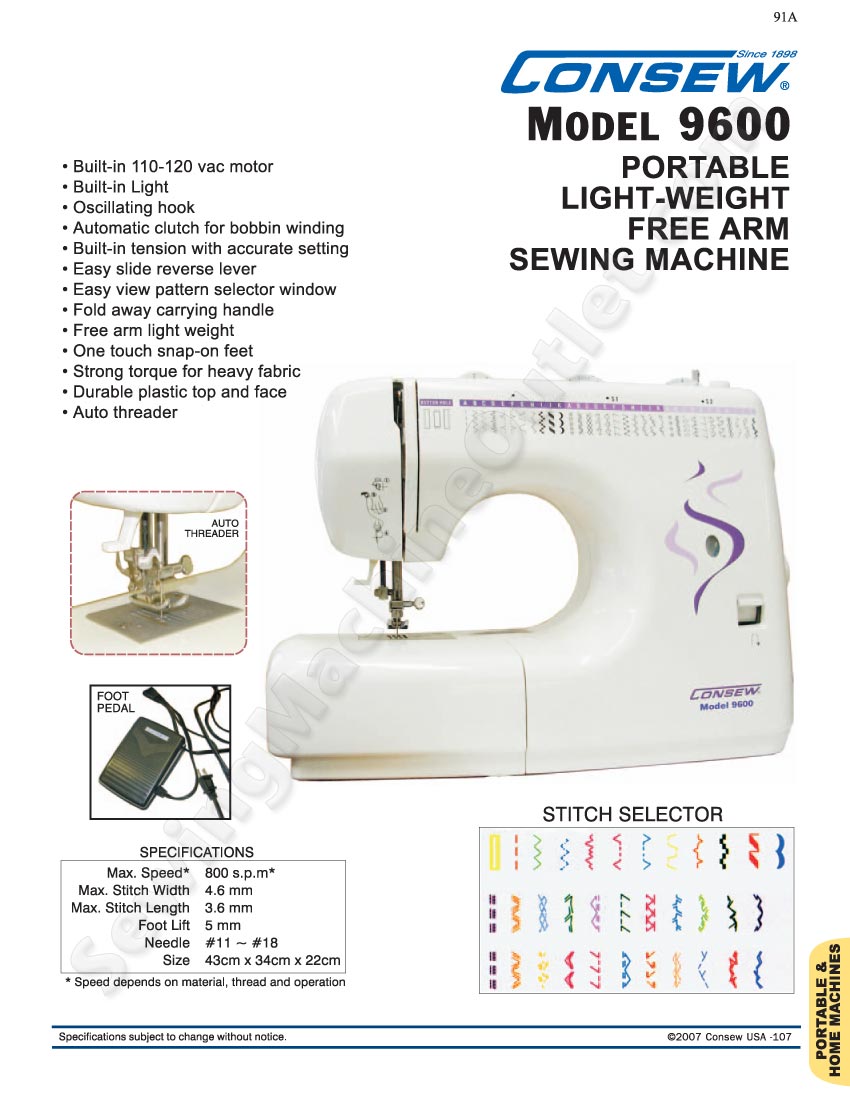 91A
Since 1898
CONSEW®
MODEL 9600
PORTABLE
LIGHT-WEIGHT
FREE ARM
SEWING MACHINE
• Built-in 110-120 vac motor
• Built-in Light
• Oscillating hook
• Automatic clutch for bobbin winding
• Built-in tension with accurate setting
• Easy slide reverse lever
• Easy view pattern selector window
• Fold away carrying handle
• Free arm light weight
• One touch snap-on feet
• Strong torque for heavy fabric
• Durable plastic top and face
• Auto threader
BUTTON HOLE
S1
S2
AUTO
THREADER
FOOT
PEDAL
CONSEW
Model 9600
SewingMachineOutlet.com
STITCH SELECTOR
SPECIFICATIONS
Max. Speed* 800 s.p.m*
Max. Stitch Width 4.6 mm
Max. Stitch Length 3.6 mm
Foot Lift 5 mm
Needle #11 ~ #18
Size 43cm x 34cm x 22cm
* Speed depends on material, thread and operation
PORTABLE &
HOME MACHINES
Specifications subject to change without notice.
©2007 Consew USA -107